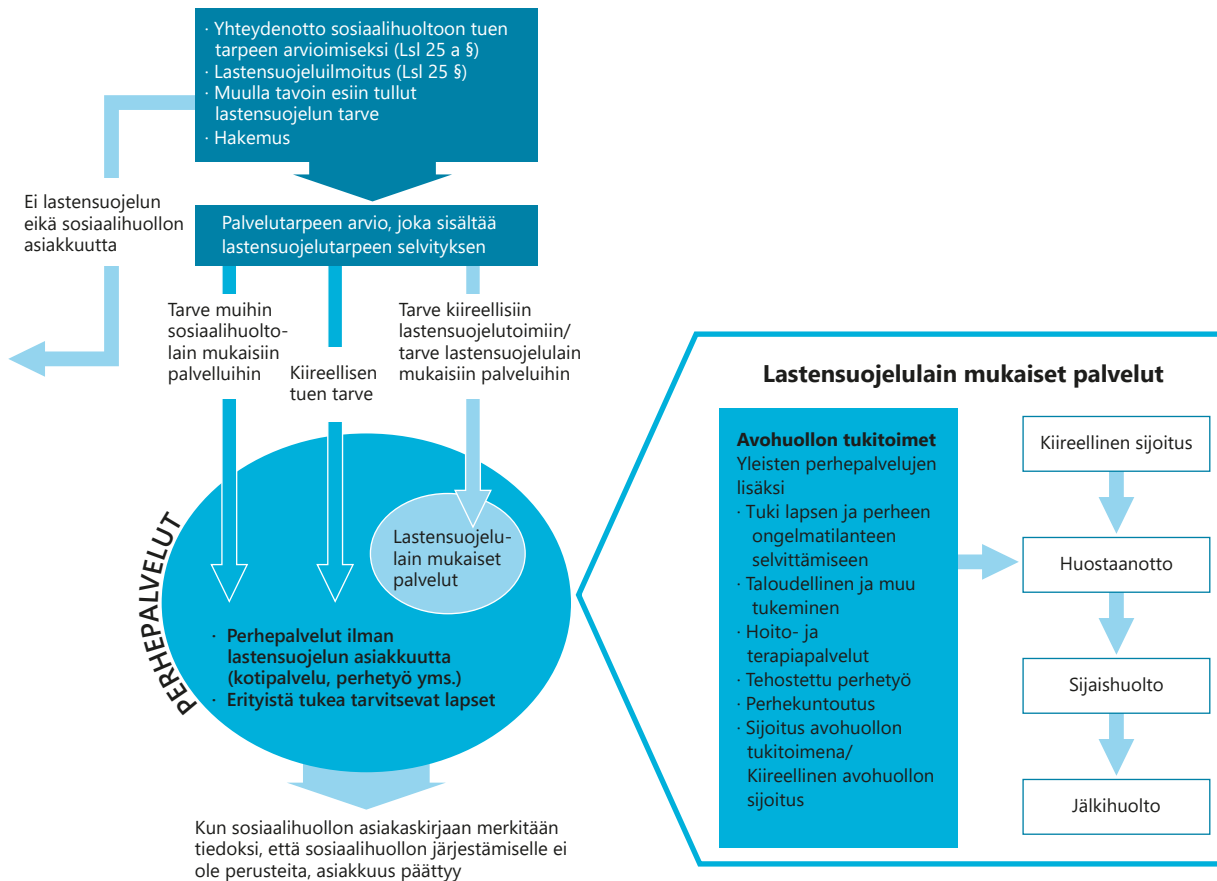 · Yhteydenotto sosiaalihuoltoon tuen
tarpeen arvioimiseksi (Lsl 25 a §)
· Lastensuojeluilmoitus (Lsl 25 §)
· Muulla tavoin esiin tullut
lastensuojelun tarve
· Hakemus
Ei lastensuojelun
eikä sosiaalihuollon
asiakkuutta
Palvelutarpeen arvio, joka sisältää
lastensuojelutarpeen selvityksen
Tarve muihin
sosiaalihuolto-
lain mukaisiin
palvelluihin
Kiireellisen
tuen tarve
Tarve kiireellisiin
lastensuojelutoimiin/
tarve lastensuojelulain
mukaisiin palveluihin
PERHEPALVELUT
Lastensuojelu-
lain mukaiset
palvelut
· Perhepalvelut ilman
lastensuojelun asiakkuutta
(kotipalvelu, perhetyö yms.)
· Erityistä tukea tarvitsevat lapset
Kun sosiaalihuollon asiakaskirjaan merkitään
tiedoksi, että sosiaalihuollon järjestämiselle ei
ole perusteita, asiakkuus päättyy
Lastensuojelulain mukaiset palvelut
Avohuollon tukitoimet
Yleisten perhepalvelujen
lisäksi
· Tuki lapsen ja perheen
ongelmatilanteen
selvittämiseen
· Taloudellinen ja muu
tukeminen
· Hoito- ja
terapiapalvelut
· Tehostettu perhetyö
· Perhekuntoutus
· Sijoitus avohuollon
tukitoimena/
Kiireellinen avohuollon
sijoitus
Kiireellinen sijoitus
Huostaanotto
Sijaishuolto
Jälkihuolto